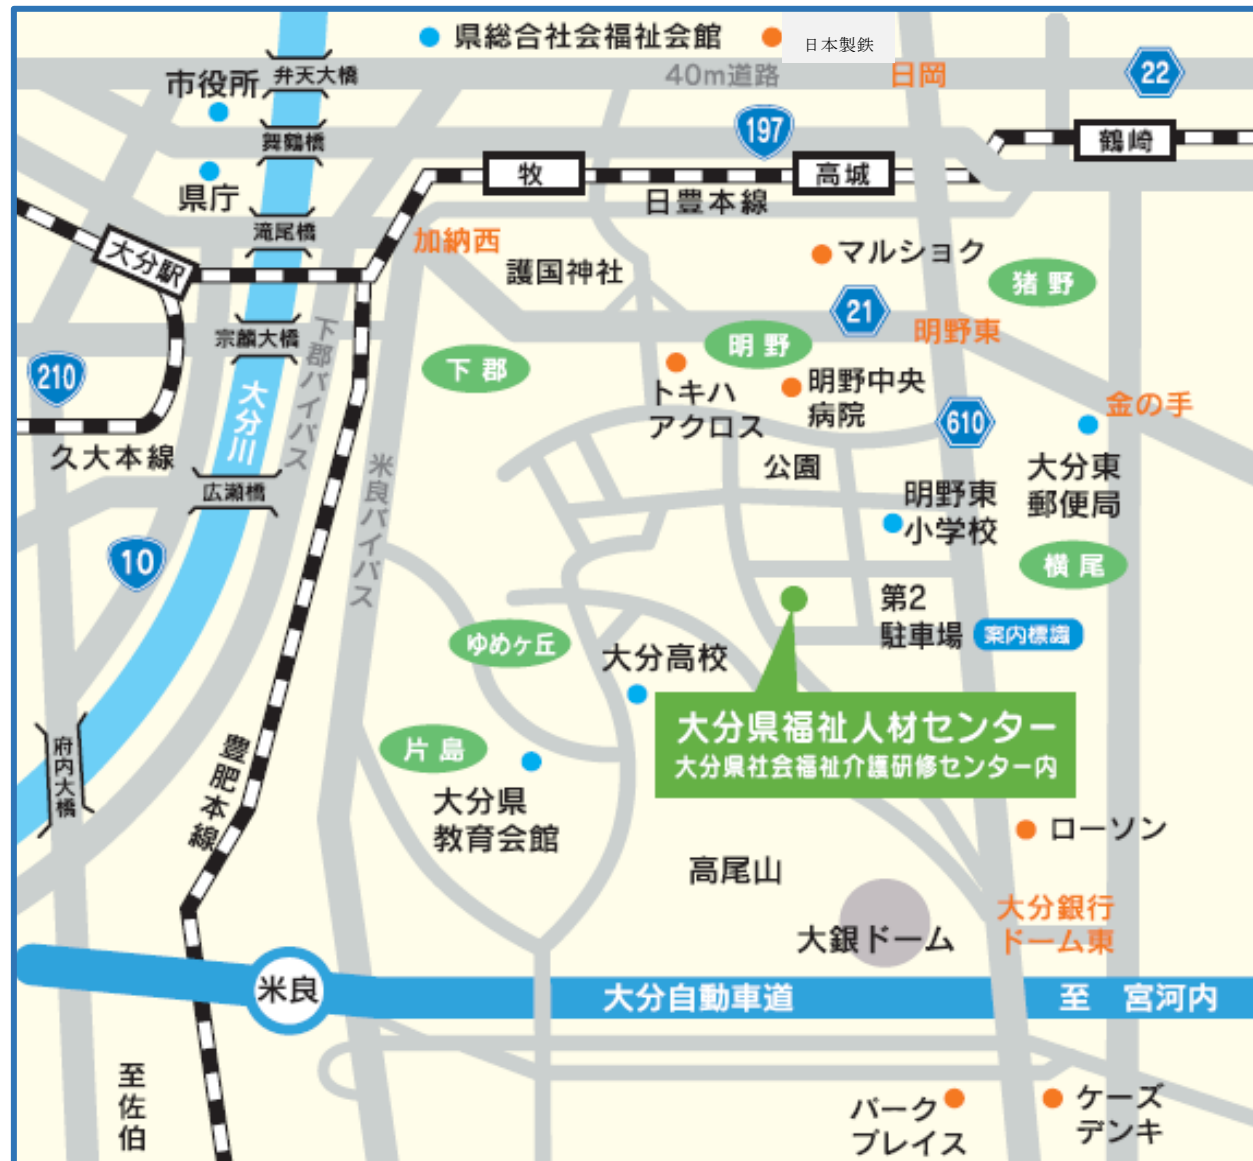 県総合社会福祉会館
日本製鉄
弁天大橋
40m道路
日岡
22
市役所
舞鶴橋
197
鶴崎
県庁
牧
高城
日豊本線
滝尾橋
加納西
大分駅
護国神社
マルショク
猪野
21
宗麟大橋
下郡バイパス
明野東
明野
下郡
210
大分川
トキハ
アクロス
明野中央
病院
金の手
610
久大本線
広瀬橋
米良バイパス
公園
大分東
郵便局
明野東
小学校
10
横尾
第2
駐車場
案内標識
ゆめヶ丘
大分高校
大分県福祉人材センター
大分県社会福祉介護研修センター内
片島
府内大橋
豊肥本線
大分県
教育会館
ローソン
高尾山
大分銀行
ドーム東
大銀ドーム
米良
大分自動車道
至 宮河内
至佐伯
パーク
プレイス
ケーズ
デンキ